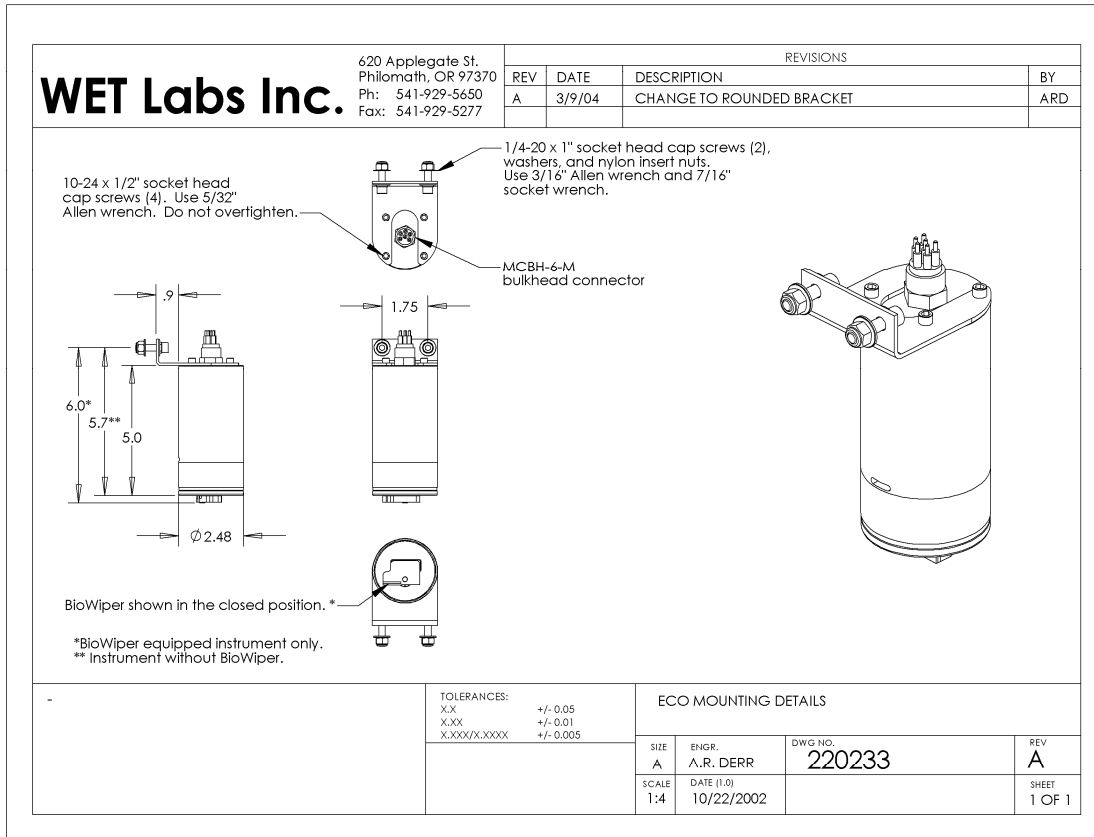 WET Labs Inc.
620 Applegate St.
Philomath, OR 97370
Ph: 541-929-5650
Fax: 541-929-5277
REVISIONS
REV DATE DESCRIPTION BY
A 3/9/04 CHANGE TO ROUNDED BRACKET ARD
1/4-20 x 1" socket head cap screws (2),
washers, and nylon insert nuts.
Use 3/16" Allen wrench and 7/16"
socket wrench.
10-24 x 1/2" socket head
cap screws (4). Use 5/32"
Allen wrench. Do not overtighten.
MCBH-6-M
bulkhead connector
.9
1.75
6.0*
5.7**
5.0
Ø2.48
BioWiper shown in the closed position. *
*BioWiper equipped instrument only.
** Instrument without BioWiper.
-
TOLERANCES:
X.X +/- 0.05
X.XX +/- 0.01
X.XXX/X.XXXX +/- 0.005
ECO MOUNTING DETAILS
SIZE
A
ENGR.
A.R. DERR
DWG NO.
220233
REV
A
SCALE
1:4
DATE (1.0)
10/22/2002
SHEET
1 OF 1